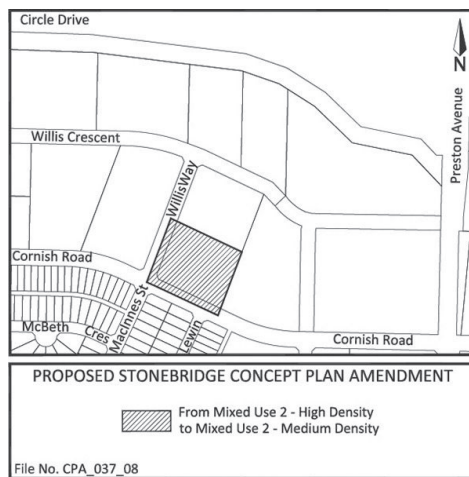 Circle Drive
N
Preston Avenue
Willis Crescent
Willis Way
Cornish Road
MacInnes St
McBeth
Cres
Lewin
Cornish Road
PROPOSED STONEBRIDGE CONCEPT PLAN AMENDMENT
From Mixed Use 2 - High Density
to Mixed Use 2 - Medium Density
File No. CPA_037_08